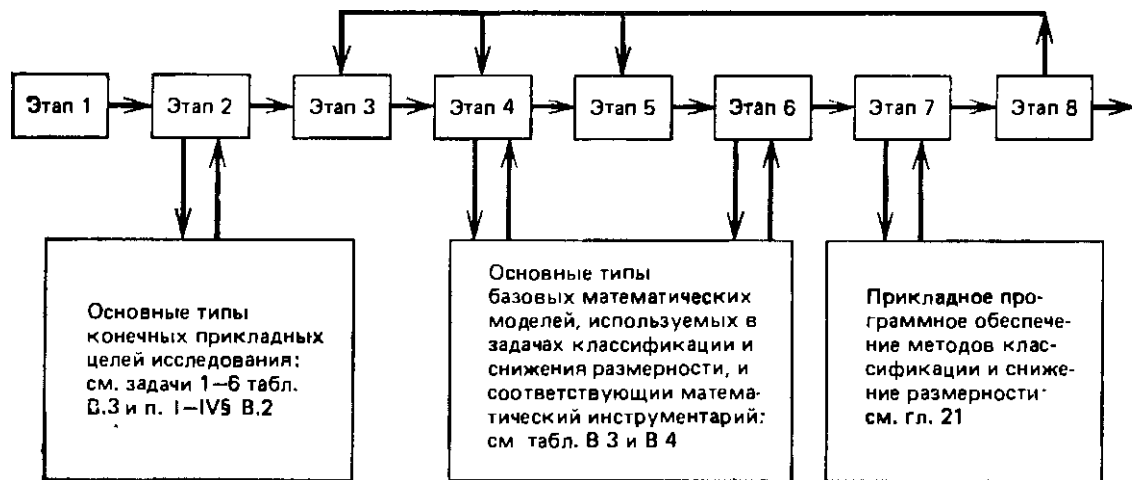 Этап 1
Этап 2
Этап 3
Этап 4
Этап 5
Этап 6
Этап 7
Этап 8
Основные типы
конечных прикладных
целей исследования:
см. задачи 1—6 табл.
В.3 и п. I—IV§ В.2
Основные типы
базовых математических
моделей, используемых в
задачах классификации и
снижения размерности, и
соответствующии матема-
тический инструментарий:
см табл. В 3 и В 4
Прикладное про-
граммное обеспече-
ние методов клас-
сификации и сниже-
ние размерности·
см. гл. 21